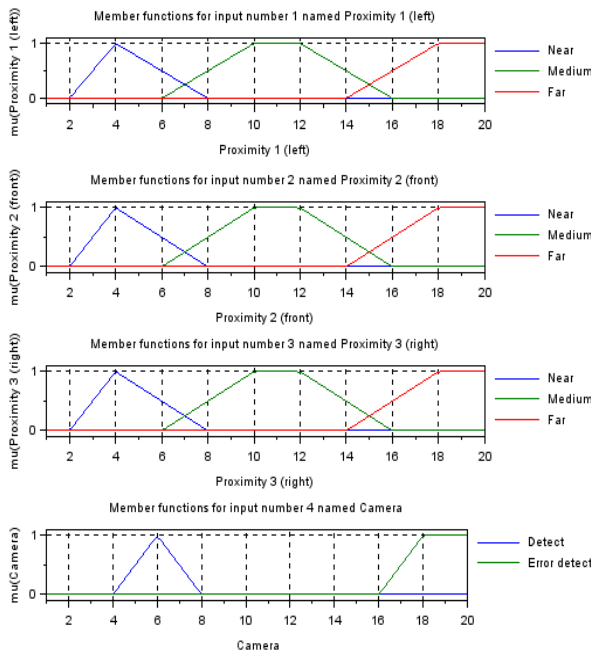 Member functions for input number 1 named Proximity 1 (left)
mu(Proximity 1 (left))
1
0
Near
Medium
Far
2 4 6 8 10 12 14 16 18 20
Proximity 1 (left)
Member functions for input number 2 named Proximity 2 (front)
mu(Proximity 2 (front))
1
0
Near
Medium
Far
2 4 6 8 10 12 14 16 18 20
Proximity 2 (front)
Member functions for input number 3 named Proximity 3 (right)
mu(Proximity 3 (right))
1
0
Near
Medium
Far
2 4 6 8 10 12 14 16 18 20
Proximity 3 (right)
Member functions for input number 4 named Camera
mu(Camera)
1
0
Detect
Error detect
2 4 6 8 10 12 14 16 18 20
Camera